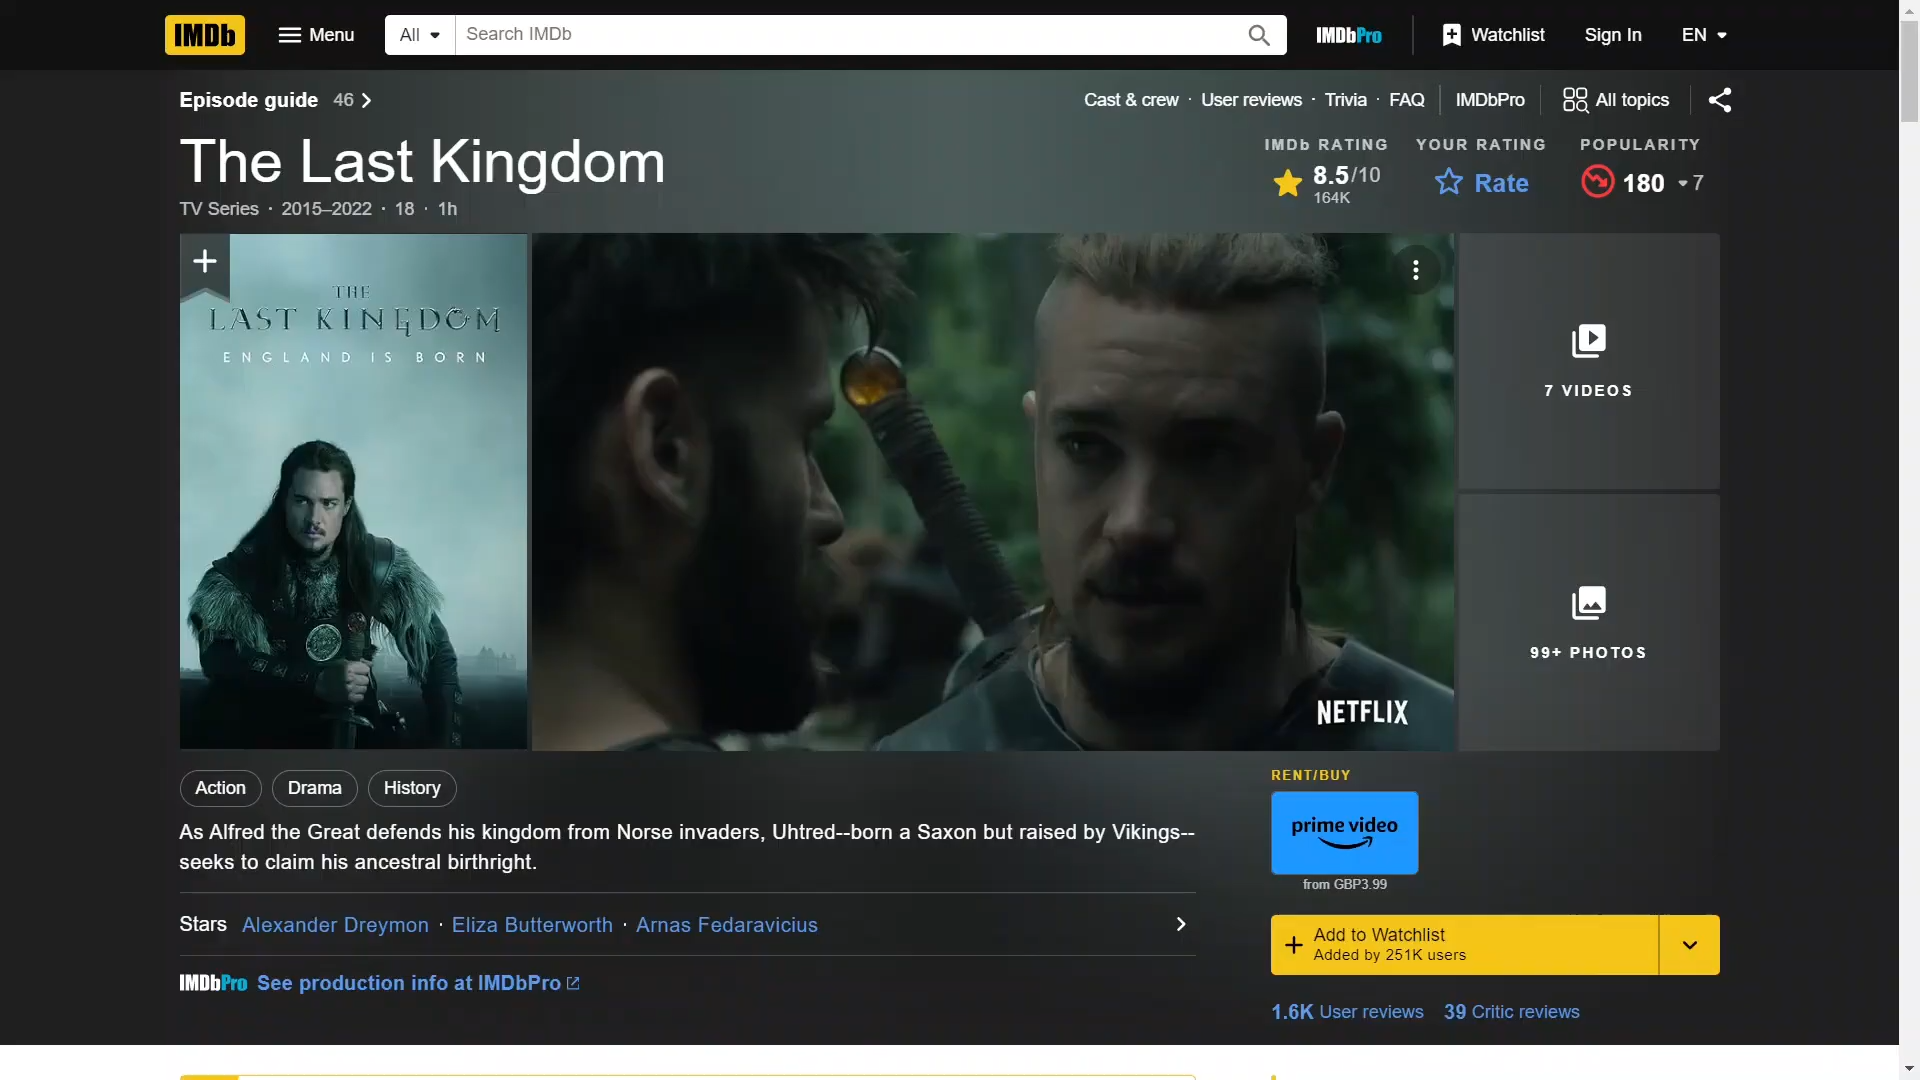 IMDb Menu All Search IMDb IMDbPro Watchlist Sign In EN
Episode guide 46 Cast & crew · User reviews · Trivia · FAQ IMDbPro All topics
The Last Kingdom
TV Series · 2015–2022 · 18 · 1h
IMDb RATING YOUR RATING POPULARITY
8.5/10 Rate 180 7
164K
THE
LAST KINGDOM
ENGLAND IS BORN
NETFLIX
7 VIDEOS
99+ PHOTOS
Action Drama History
As Alfred the Great defends his kingdom from Norse invaders, Uhtred--born a Saxon but raised by Vikings--
seeks to claim his ancestral birthright.
Stars Alexander Dreymon · Eliza Butterworth · Arnas Fedaravicius
IMDbPro See production info at IMDbPro
RENT/BUY
prime video
from GBP3.99
+ Add to Watchlist
Added by 251K users
1.6K User reviews 39 Critic reviews